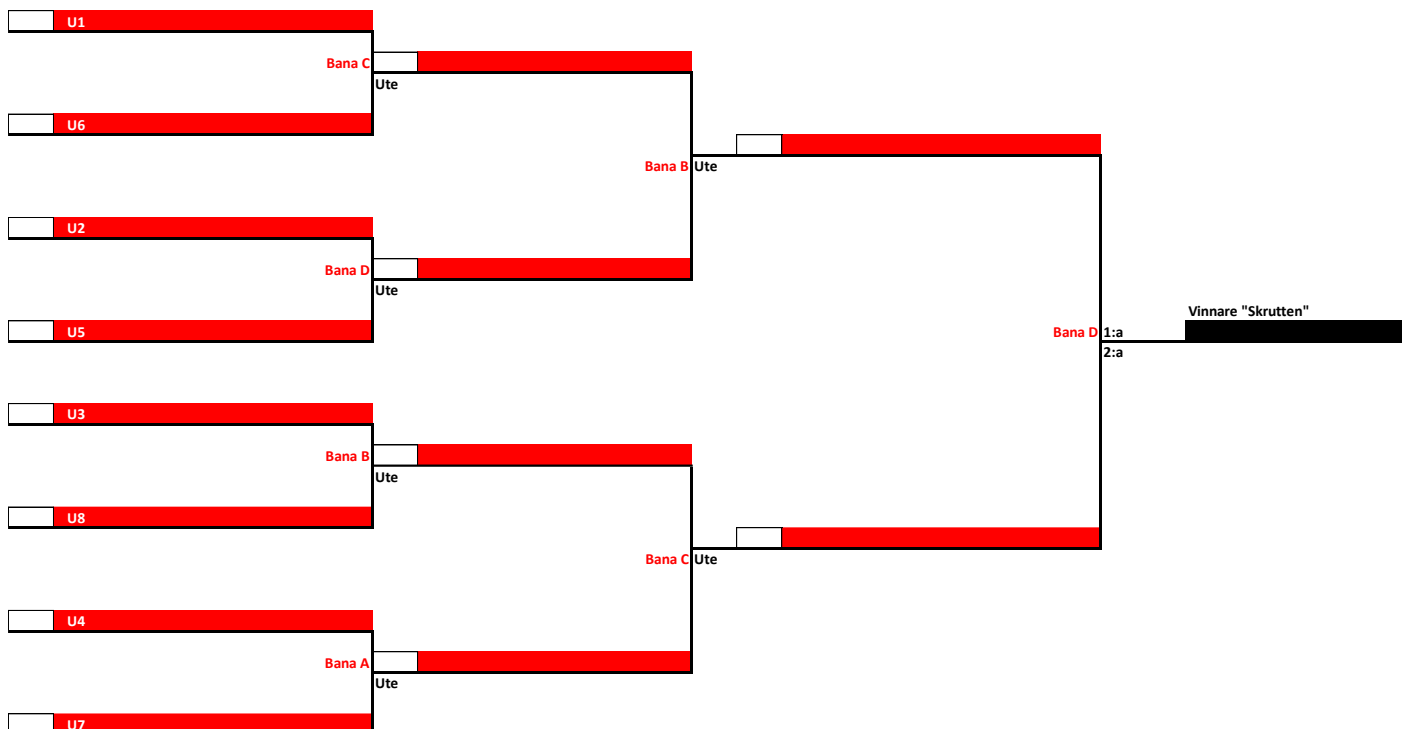 U1
Bana C
Ute
U6
Bana B Ute
U2
Bana D
Ute
Vinnare "Skrutten"
U5
Bana D 1:a
2:a
U3
Bana B
Ute
U8
Bana C Ute
U4
Bana A
Ute
U7